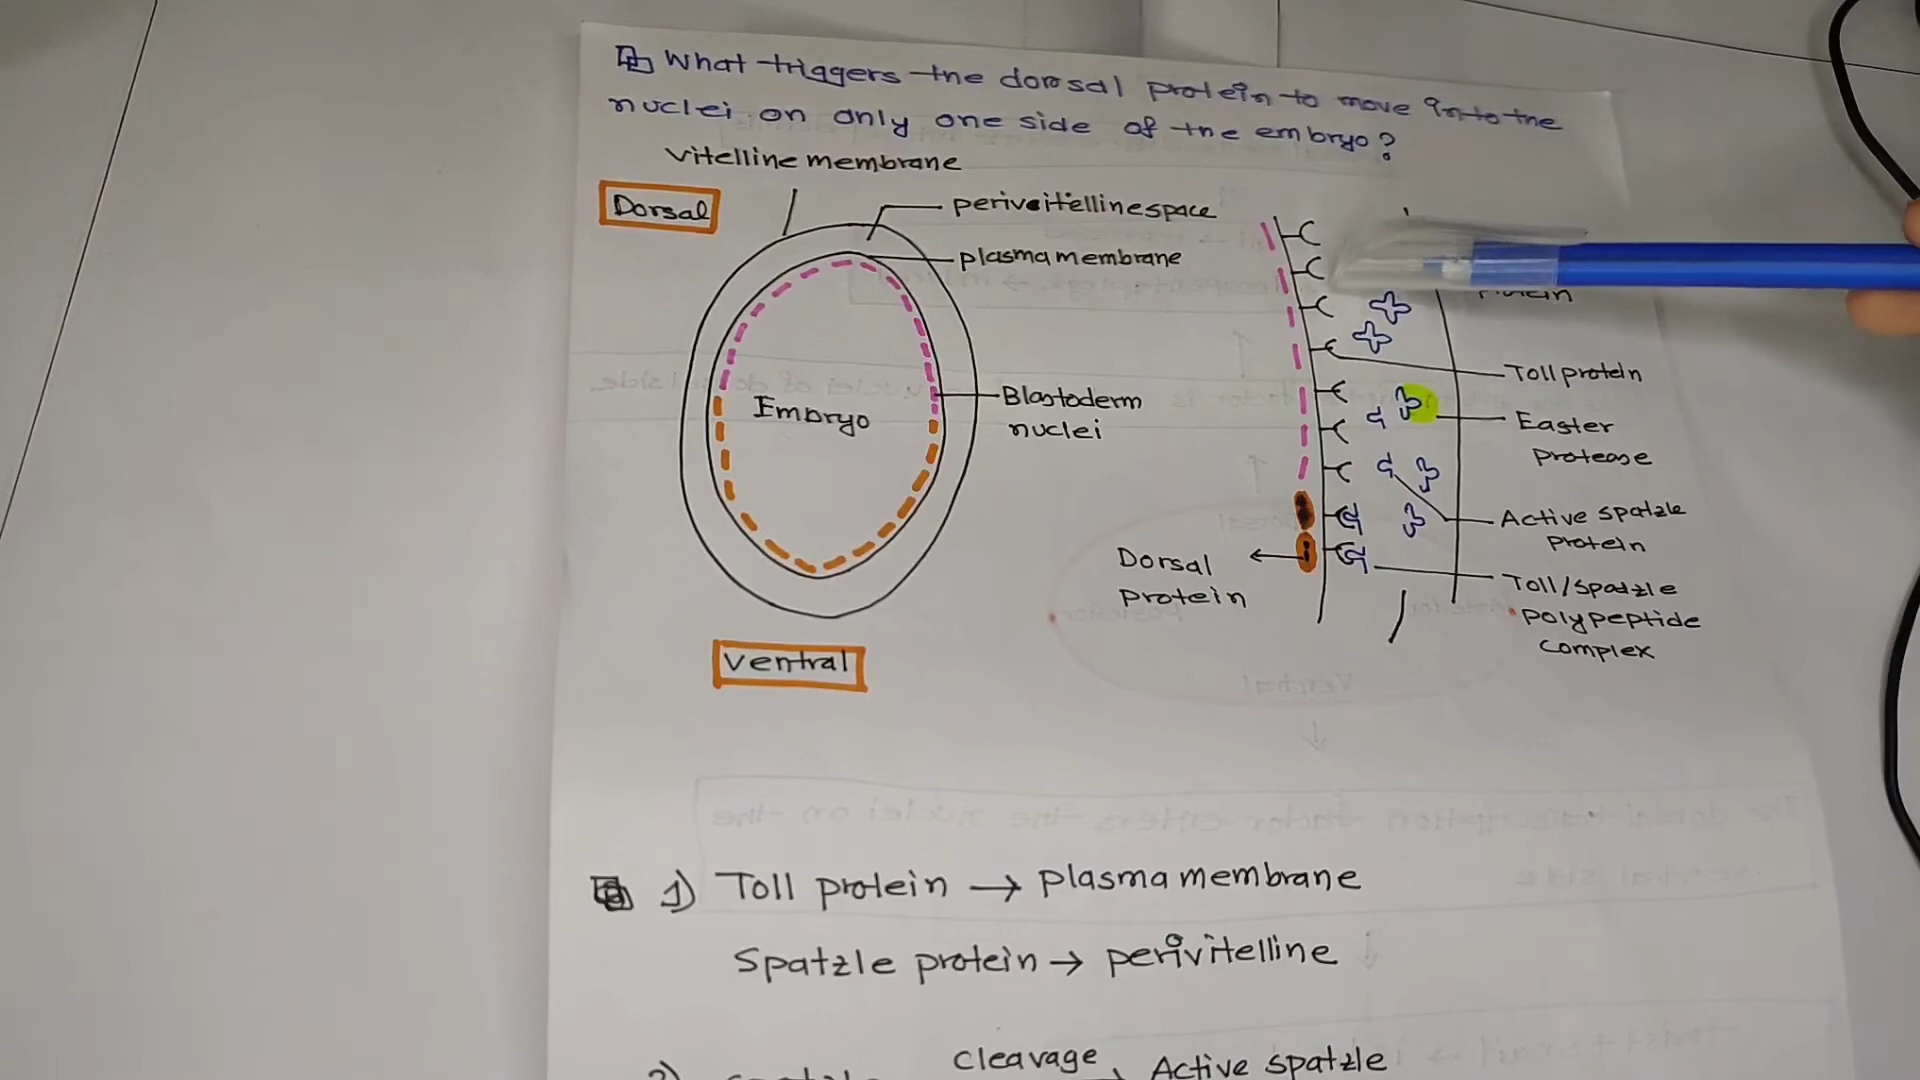 What triggers the dorsal protein to move into the
nuclei on only one side of the embryo?
Vitelline membrane
Dorsal
periveitelline space
plasma membrane
Embryo
Blastoderm
nuclei
Toll protein
Easter
protease
Active spatzle
protein
Dorsal
protein
Toll/spatzle
polypeptide
complex
Ventral
1) Toll protein → plasma membrane
Spatzle protein → perivitelline
cleavage
Active spatzle